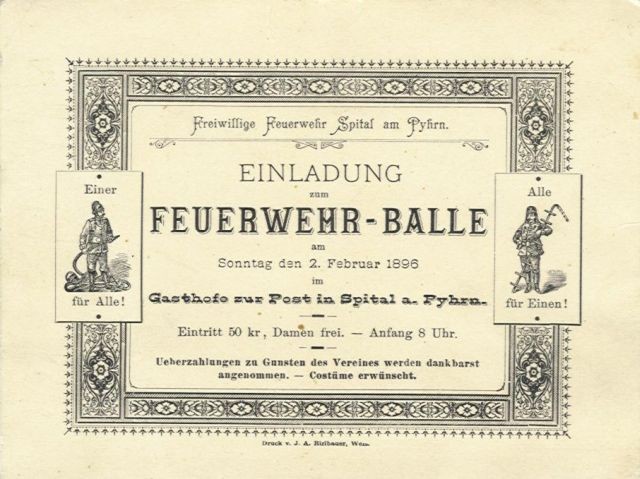 Freiwillige Feuerwehr Spital am Pyhrn.
EINLADUNG
zum
FEUERWEHR-BALLE
am
Sonntag den 2. Februar 1896
im
Gasthofe zur Post in Spital a. Pyhrn.
Eintritt 50 kr, Damen frei. — Anfang 8 Uhr.
Ueberzahlungen zu Gunsten des Vereines werden dankbarst
angenommen. — Costüme erwünscht.
Einer
für Alle!
Alle
für Einen!
Druck v. J. A.